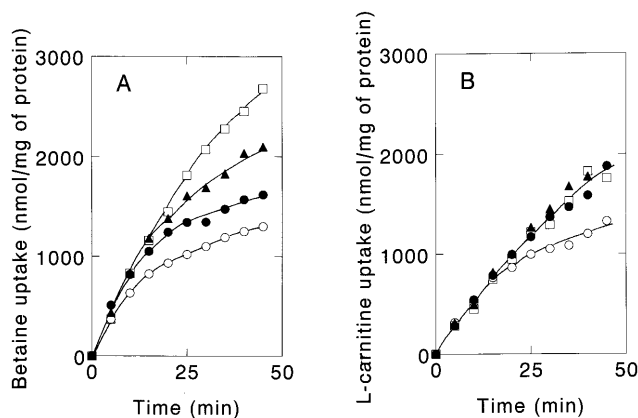 A
Betaine uptake (nmol/mg of protein)
3000
2000
1000
0
0
25
50
Time (min)
B
L-carnitine uptake (nmol/mg of protein)
3000
2000
1000
0
0
25
50
Time (min)